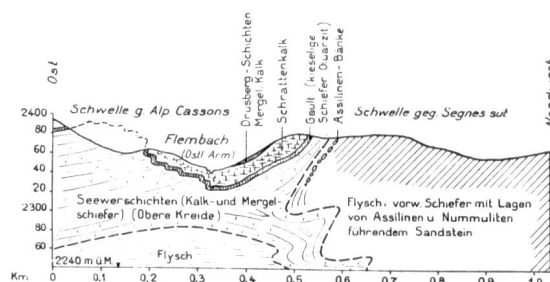 Ost
Drusberg-Schichten
Mergel. Kalk
Schrattenkalk
Gault (kieselige
Schiefer Quarzit)
Assilinen-Bänke
Schwelle g. Alp Cassons
Flembach
(Östl Arm)
Schwelle geg. Segnes sut
2400
80
60
40
20
2300
80
60
Seewerschichten (Kalk-und Mergel-
schiefer) (Obere Kreide)
Flysch, vorw. Schiefer mit Lagen
von Assilinen u Nummuliten
führendem Sandstein
Flysch
2240 m ü M.
Km. 0.1 0.2 0.3 0.4 0.5 0.6 0.7 0.8 0.9